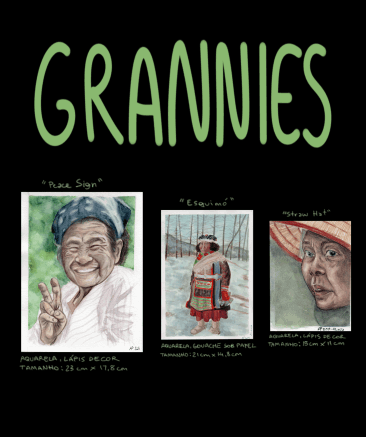 GRANNIES
"Peace Sign"
"Esquimó"
"Straw Hat"
AQUARELA, LÁPIS DE COR
TAMANHO: 23 cm x 17,8 cm
AQUARELA, GOUACHE SOB PAPEL
TAMANHO: 21 cm x 14,8 cm
AQUARELA, LÁPIS DE COR
TAMANHO: 15 cm x 11 cm